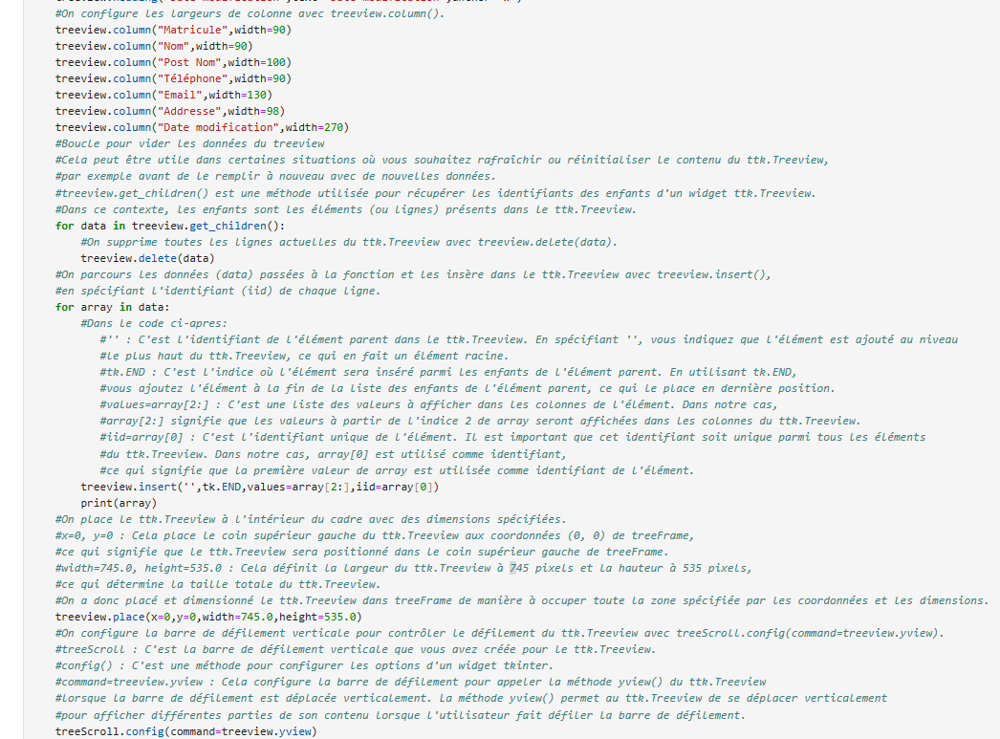 #On configure les largeurs de colonne avec treeview.column().
treeview.column("Matricule",width=90)
treeview.column("Nom",width=90)
treeview.column("Post Nom",width=100)
treeview.column("Téléphone",width=90)
treeview.column("Email",width=130)
treeview.column("Addresse",width=98)
treeview.column("Date modification",width=270)
#Boucle pour vider les données du treeview
#Cela peut être utile dans certaines situations où vous souhaitez rafraîchir ou réinitialiser le contenu du ttk.Treeview,
#par exemple avant de le remplir à nouveau avec de nouvelles données.
#treeview.get_children() est une méthode utilisée pour récupérer les identifiants des enfants d'un widget ttk.Treeview.
#Dans ce contexte, les enfants sont les éléments (ou lignes) présents dans le ttk.Treeview.
for data in treeview.get_children():
#On supprime toutes les lignes actuelles du ttk.Treeview avec treeview.delete(data).
treeview.delete(data)
#On parcours les données (data) passées à la fonction et les insère dans le ttk.Treeview avec treeview.insert(),
#en spécifiant l'identifiant (iid) de chaque ligne.
for array in data:
#Dans le code ci-apres:
#'' : C'est l'identifiant de l'élément parent dans le ttk.Treeview. En spécifiant '', vous indiquez que l'élément est ajouté au niveau
#le plus haut du ttk.Treeview, ce qui en fait un élément racine.
#tk.END : C'est l'indice où l'élément sera inséré parmi les enfants de l'élément parent. En utilisant tk.END,
#vous ajoutez l'élément à la fin de la liste des enfants de l'élément parent, ce qui le place en dernière position.
#values=array[2:] : C'est une liste des valeurs à afficher dans les colonnes de l'élément. Dans notre cas,
#array[2:] signifie que les valeurs à partir de l'indice 2 de array seront affichées dans les colonnes du ttk.Treeview.
#iid=array[0] : C'est l'identifiant unique de l'élément. Il est important que cet identifiant soit unique parmi tous les éléments
#du ttk.Treeview. Dans notre cas, array[0] est utilisé comme identifiant,
#ce qui signifie que la première valeur de array est utilisée comme identifiant de l'élément.
treeview.insert('',tk.END,values=array[2:],iid=array[0])
print(array)
#On place le ttk.Treeview à l'intérieur du cadre avec des dimensions spécifiées.
#x=0, y=0 : Cela place le coin supérieur gauche du ttk.Treeview aux coordonnées (0, 0) de treeFrame,
#ce qui signifie que le ttk.Treeview sera positionné dans le coin supérieur gauche de treeFrame.
#width=745.0, height=535.0 : Cela définit la largeur du ttk.Treeview à 745 pixels et la hauteur à 535 pixels,
#ce qui détermine la taille totale du ttk.Treeview.
#On a donc placé et dimensionné le ttk.Treeview dans treeFrame de manière à occuper toute la zone spécifiée par les coordonnées et les dimensions.
treeview.place(x=0,y=0,width=745.0,height=535.0)
#On configure la barre de défilement verticale pour contrôler le défilement du ttk.Treeview avec treeScroll.config(command=treeview.yview).
#treeScroll : C'est la barre de défilement verticale que vous avez créée pour le ttk.Treeview.
#config() : C'est une méthode pour configurer les options d'un widget tkinter.
#command=treeview.yview : Cela configure la barre de défilement pour appeler la méthode yview() du ttk.Treeview
#lorsque la barre de défilement est déplacée verticalement. La méthode yview() permet au ttk.Treeview de se déplacer verticalement
#pour afficher différentes parties de son contenu lorsque l'utilisateur fait défiler la barre de défilement.
treeScroll.config(command=treeview.yview)